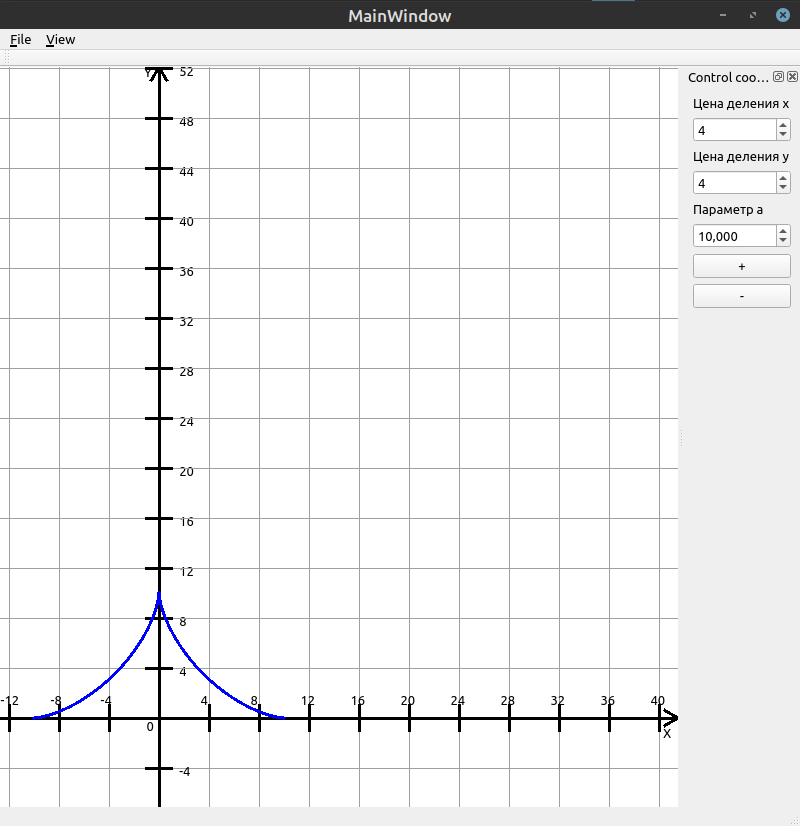 MainWindow
File View
Control coo...
Цена деления x
4
Цена деления y
4
Параметр a
10,000
+
-
Y
52
48
44
40
36
32
28
24
20
16
12
8
4
-12 -8 -4 4 8 12 16 20 24 28 32 36 40
0
X
-4